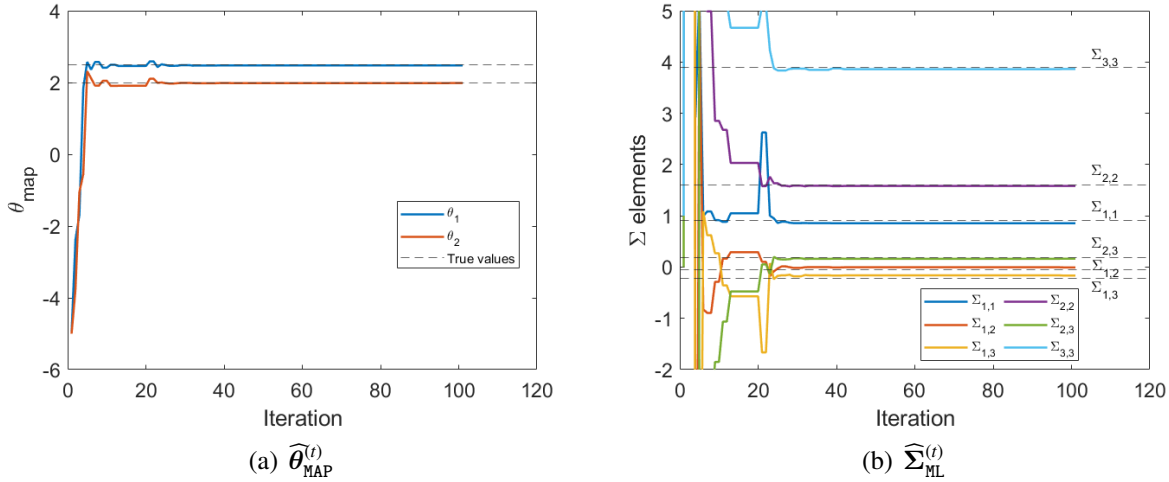 4
2
0
-2
-4
-6
θ_map
θ_1
θ_2
True values
0 20 40 60 80 100 120
Iteration
(a) θ̂_MAP^(t)
5
4
3
2
1
0
-1
-2
Σ elements
Σ_3,3
Σ_2,2
Σ_1,1
Σ_2,3
Σ_1,2
Σ_1,3
Σ_1,1 Σ_2,2
Σ_1,2 Σ_2,3
Σ_1,3 Σ_3,3
0 20 40 60 80 100 120
Iteration
(b) Σ̂_ML^(t)